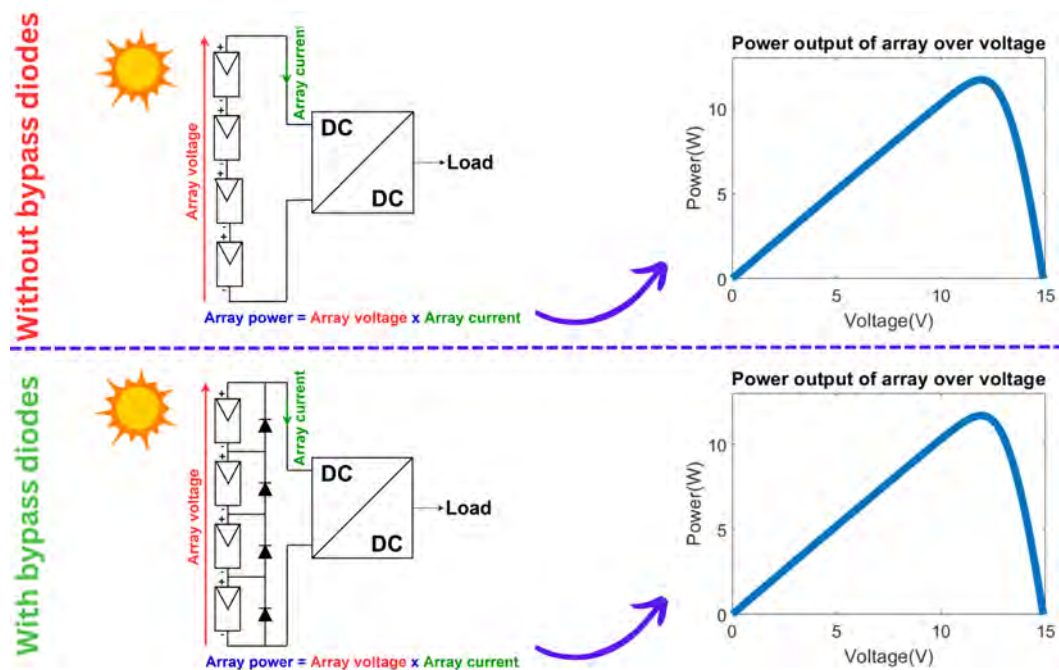 Without bypass diodes
Array voltage
+
-
+
-
+
-
+
-
Array current
DC
DC
Load
Array power = Array voltage x Array current
Power output of array over voltage
Power(W)
10
5
0
0
5
10
15
Voltage(V)
With bypass diodes
Array voltage
+
-
+
-
+
-
+
-
Array current
DC
DC
Load
Array power = Array voltage x Array current
Power output of array over voltage
Power(W)
10
5
0
0
5
10
15
Voltage(V)